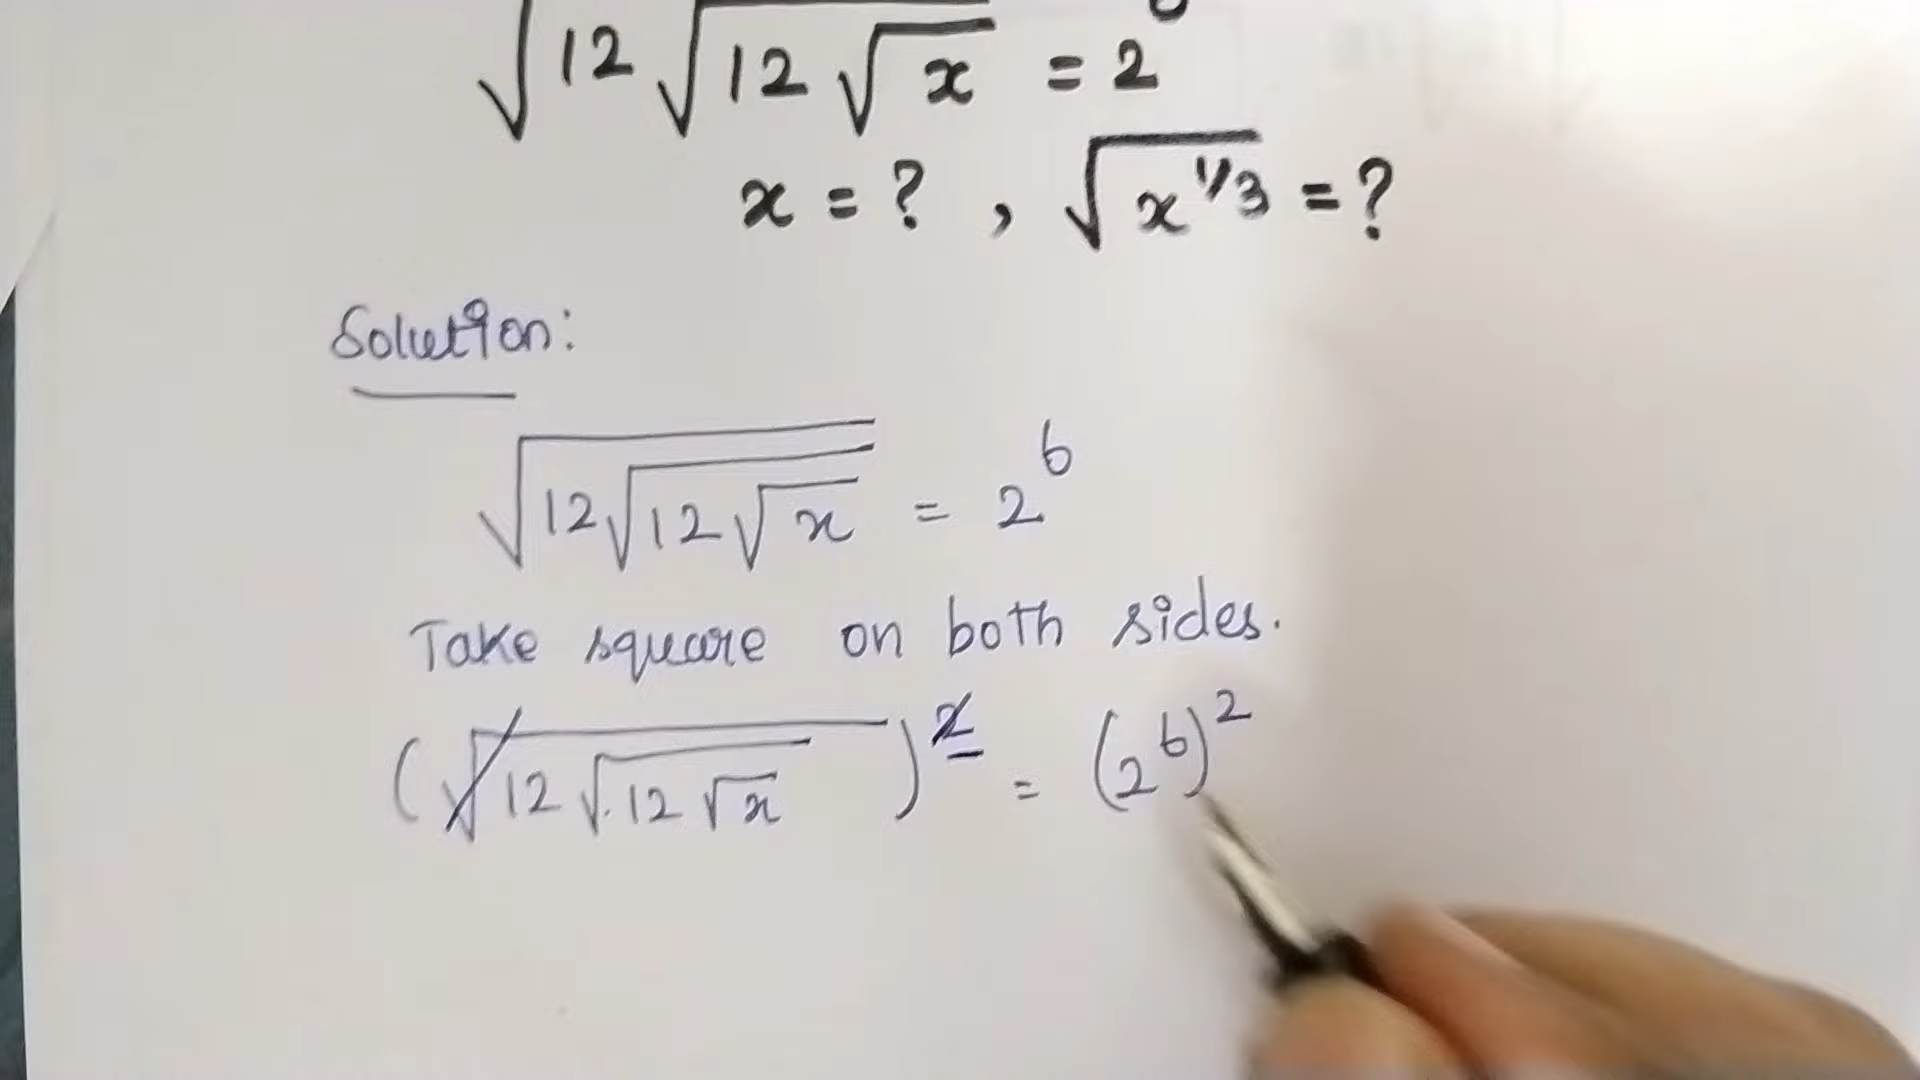 √12√12√x = 2
x = ? , √x^1/3 = ?
Solution:
√12√12√x = 2^6
Take square on both sides.
(√12√12√x)^2 = (2^6)^2